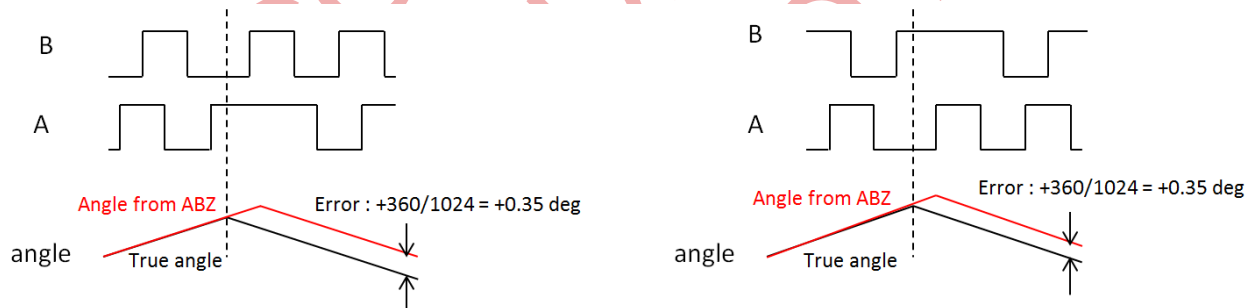 B
A
Angle from ABZ
Error : +360/1024 = +0.35 deg
angle
True angle
B
A
Angle from ABZ
Error : +360/1024 = +0.35 deg
angle
True angle